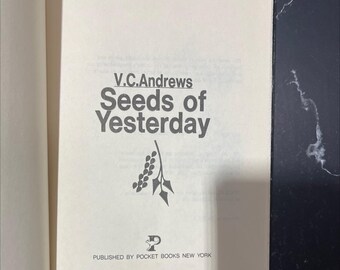 V.C.Andrews
Seeds of
Yesterday
P
PUBLISHED BY POCKET BOOKS NEW YORK